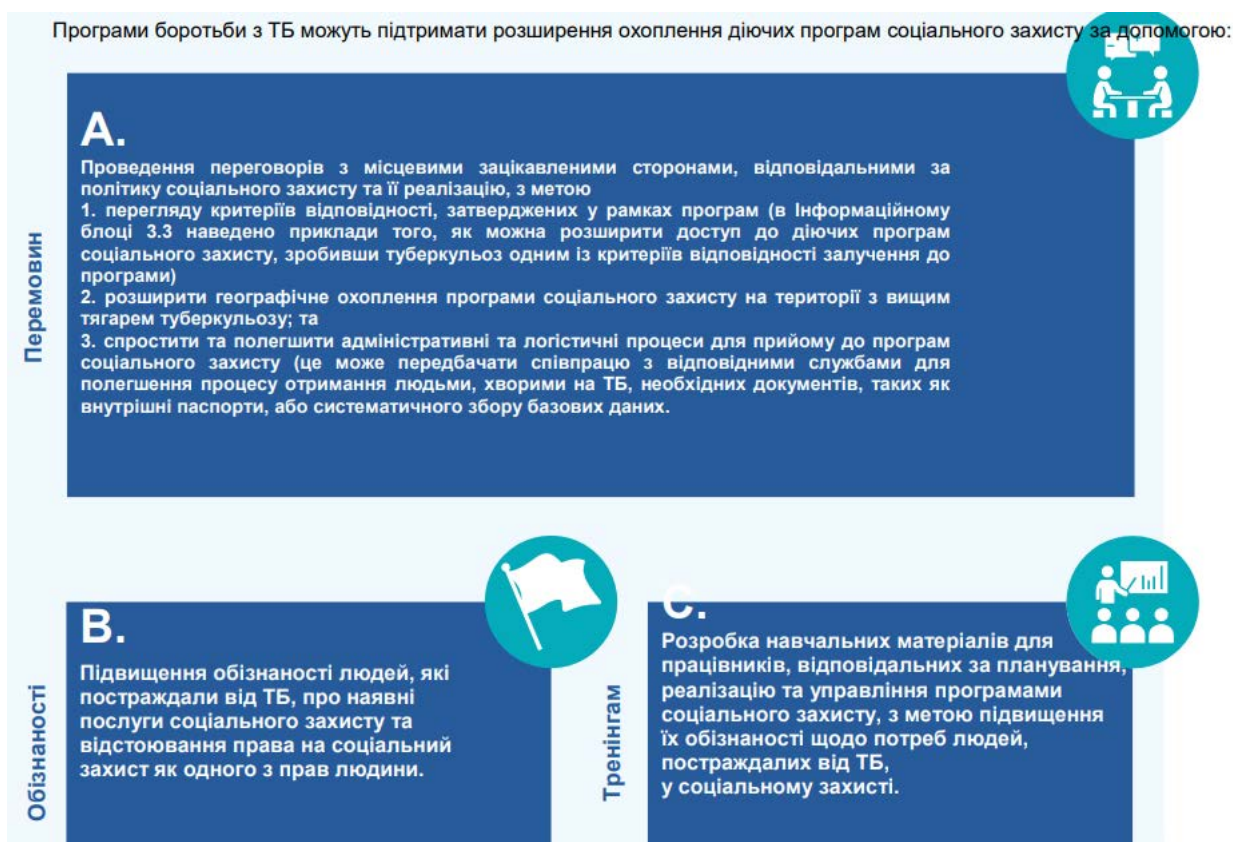 Програми боротьби з ТБ можуть підтримати розширення охоплення діючих програм соціального захисту за допомогою:
Перемовин
А.
Проведення переговорів з місцевими зацікавленими сторонами, відповідальними за
політику соціального захисту та її реалізацію, з метою
1. перегляду критеріїв відповідності, затверджених у рамках програм (в Інформаційному
блоці 3.3 наведено приклади того, як можна розширити доступ до діючих програм
соціального захисту, зробивши туберкульоз одним із критеріїв відповідності залучення до
програми)
2. розширити географічне охоплення програми соціального захисту на території з вищим
тягарем туберкульозу; та
3. спростити та полегшити адміністративні та логістичні процеси для прийому до програм
соціального захисту (це може передбачати співпрацю з відповідними службами для
полегшення процесу отримання людьми, хворими на ТБ, необхідних документів, таких як
внутрішні паспорти, або систематичного збору базових даних.
Обізнаності
В.
Підвищення обізнаності людей, які
постраждали від ТБ, про наявні
послуги соціального захисту та
відстоювання права на соціальний
захист як одного з прав людини.
Тренінгам
С.
Розробка навчальних матеріалів для
працівників, відповідальних за планування,
реалізацію та управління програмами
соціального захисту, з метою підвищення
їх обізнаності щодо потреб людей,
постраждалих від ТБ,
у соціальному захисті.